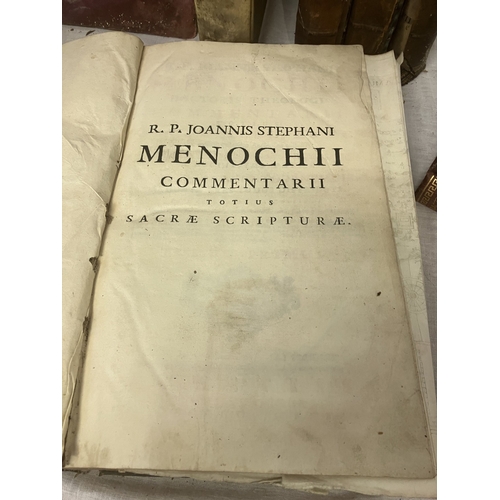 R. P. JOANNIS STEPHANI
MENOCHII
COMMENTARII
TOTIUS
SACRÆ SCRIPTURÆ.